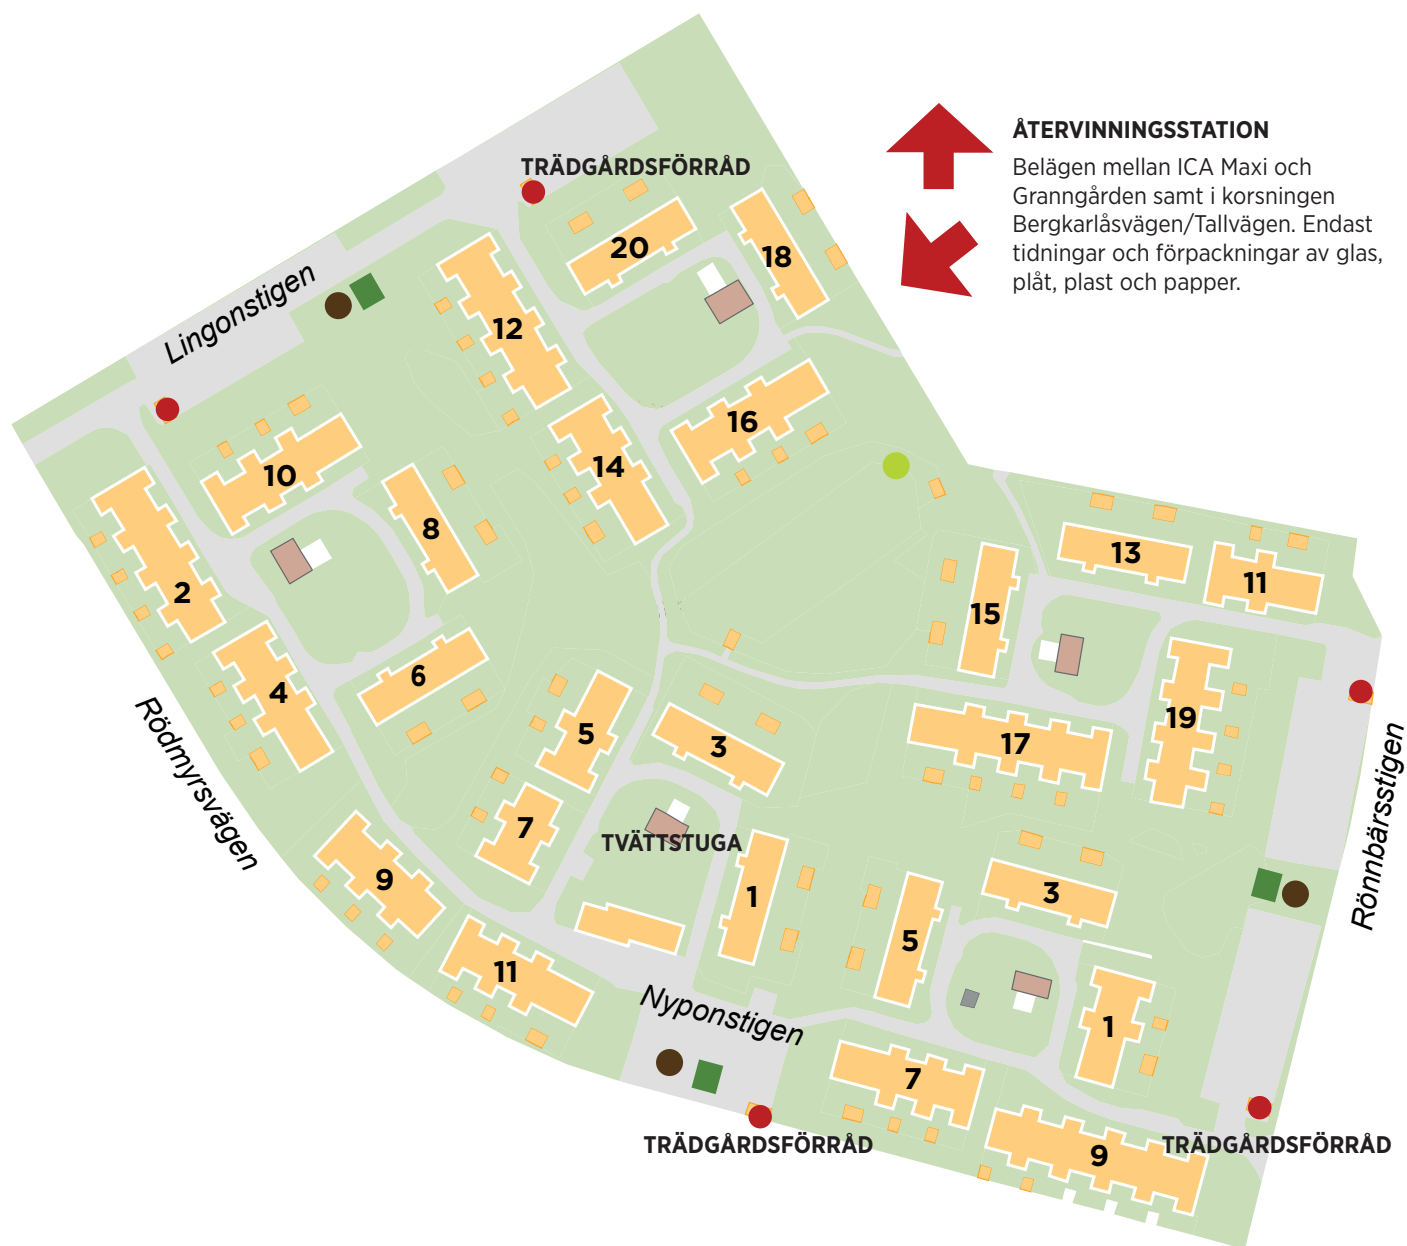 ÅTERVINNINGSSTATION
Belägen mellan ICA Maxi och
Granngården samt i korsningen
Bergkarlåsvägen/Tallvägen. Endast
tidningar och förpackningar av glas,
plåt, plast och papper.
TRÄDGÅRDSFÖRRÅD
20
18
Lingonstigen
12
16
14
10
8
2
13
11
15
6
4
19
3
5
17
Rödmyrsvägen
Rönnbärsstigen
7
TVÄTTSTUGA
9
1
3
5
11
Nyponstigen
1
7
TRÄDGÅRDSFÖRRÅD
TRÄDGÅRDSFÖRRÅD
9